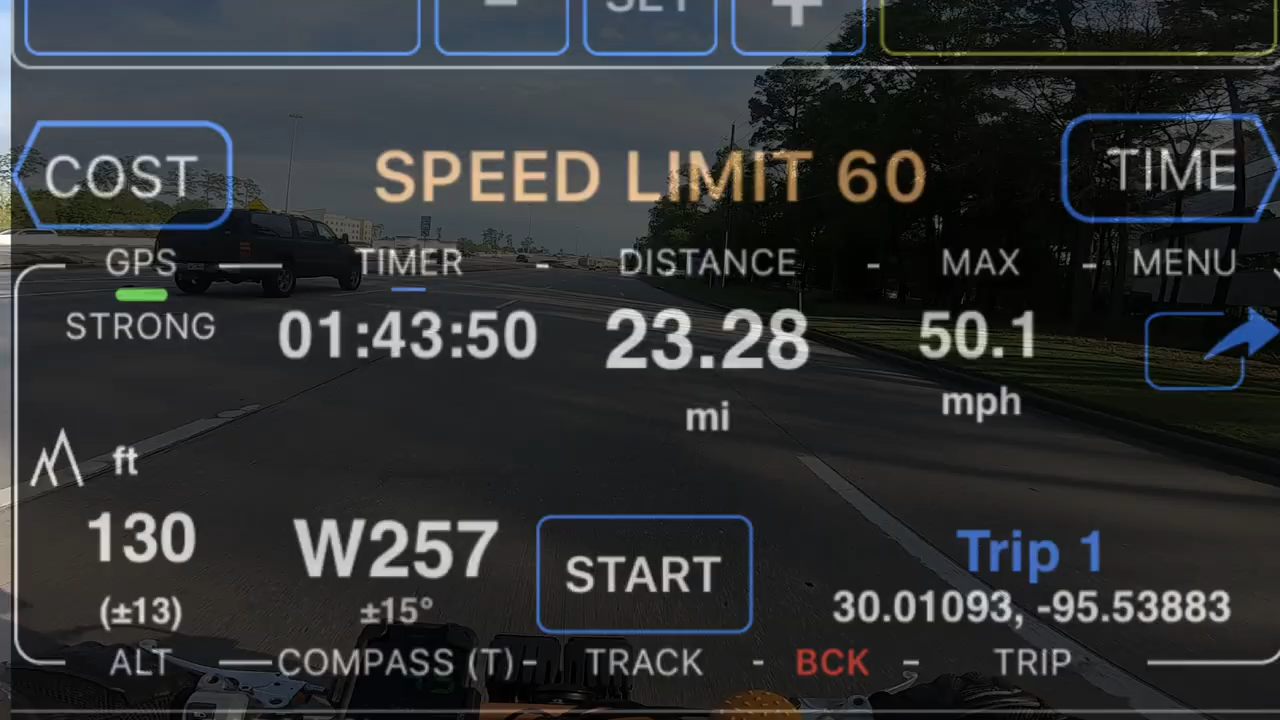 SET
COST
SPEED LIMIT 60
TIME
GPS
TIMER
-
DISTANCE
-
MAX
-
MENU
STRONG
01:43:50
23.28
50.1
mi
mph
ft
130
W257
START
Trip 1
(±13)
±15°
30.01093, -95.53883
ALT
COMPASS (T)
-
TRACK
-
BCK
-
TRIP